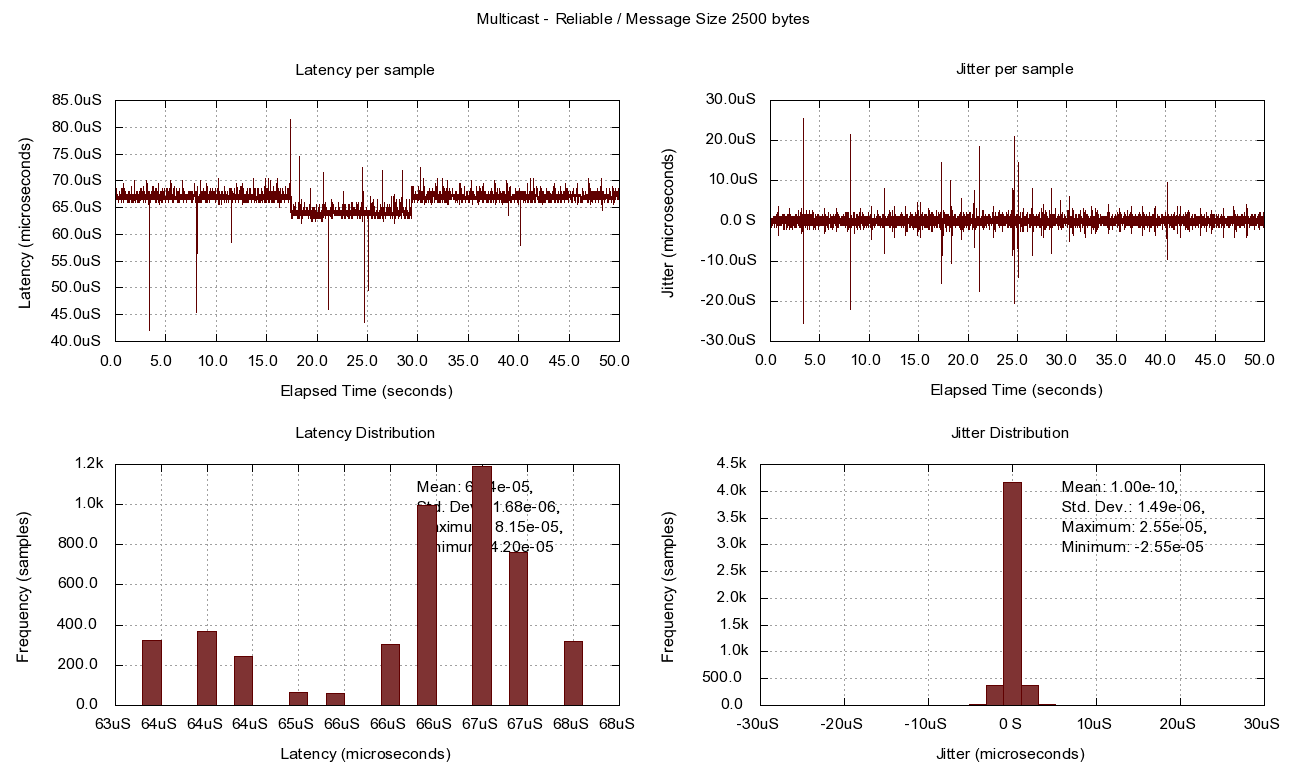 Multicast - Reliable / Message Size 2500 bytes
Latency per sample
85.0uS
80.0uS
75.0uS
70.0uS
65.0uS
60.0uS
55.0uS
50.0uS
45.0uS
40.0uS
Latency (microseconds)
0.0 5.0 10.0 15.0 20.0 25.0 30.0 35.0 40.0 45.0 50.0
Elapsed Time (seconds)
Jitter per sample
30.0uS
20.0uS
10.0uS
0.0 S
-10.0uS
-20.0uS
-30.0uS
Jitter (microseconds)
0.0 5.0 10.0 15.0 20.0 25.0 30.0 35.0 40.0 45.0 50.0
Elapsed Time (seconds)
Latency Distribution
1.2k
1.0k
800.0
600.0
400.0
200.0
0.0
Frequency (samples)
Mean:
Std. 1.68e-06,
8.15e-05,
4.20e-05
63uS 64uS 64uS 64uS 65uS 66uS 66uS 66uS 67uS 67uS 68uS 68uS
Latency (microseconds)
Jitter Distribution
4.5k
4.0k
3.5k
3.0k
2.5k
2.0k
1.5k
1.0k
500.0
0.0
Frequency (samples)
Mean: 1.00e-10,
Std. Dev.: 1.49e-06,
Maximum: 2.55e-05,
Minimum: -2.55e-05
-30uS -20uS -10uS 0 S 10uS 20uS 30uS
Jitter (microseconds)